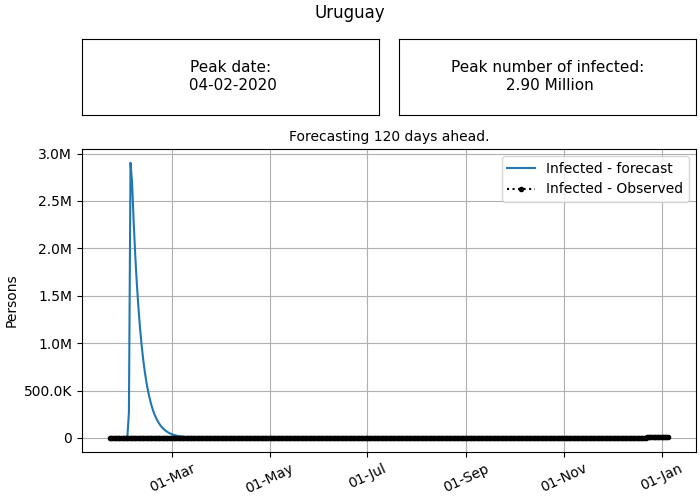 Uruguay
Peak date:
04-02-2020
Peak number of infected:
2.90 Million
Forecasting 120 days ahead.
3.0M
2.5M
2.0M
1.5M
1.0M
500.0K
0
Persons
Infected - forecast
Infected - Observed
01-Mar
01-May
01-Jul
01-Sep
01-Nov
01-Jan